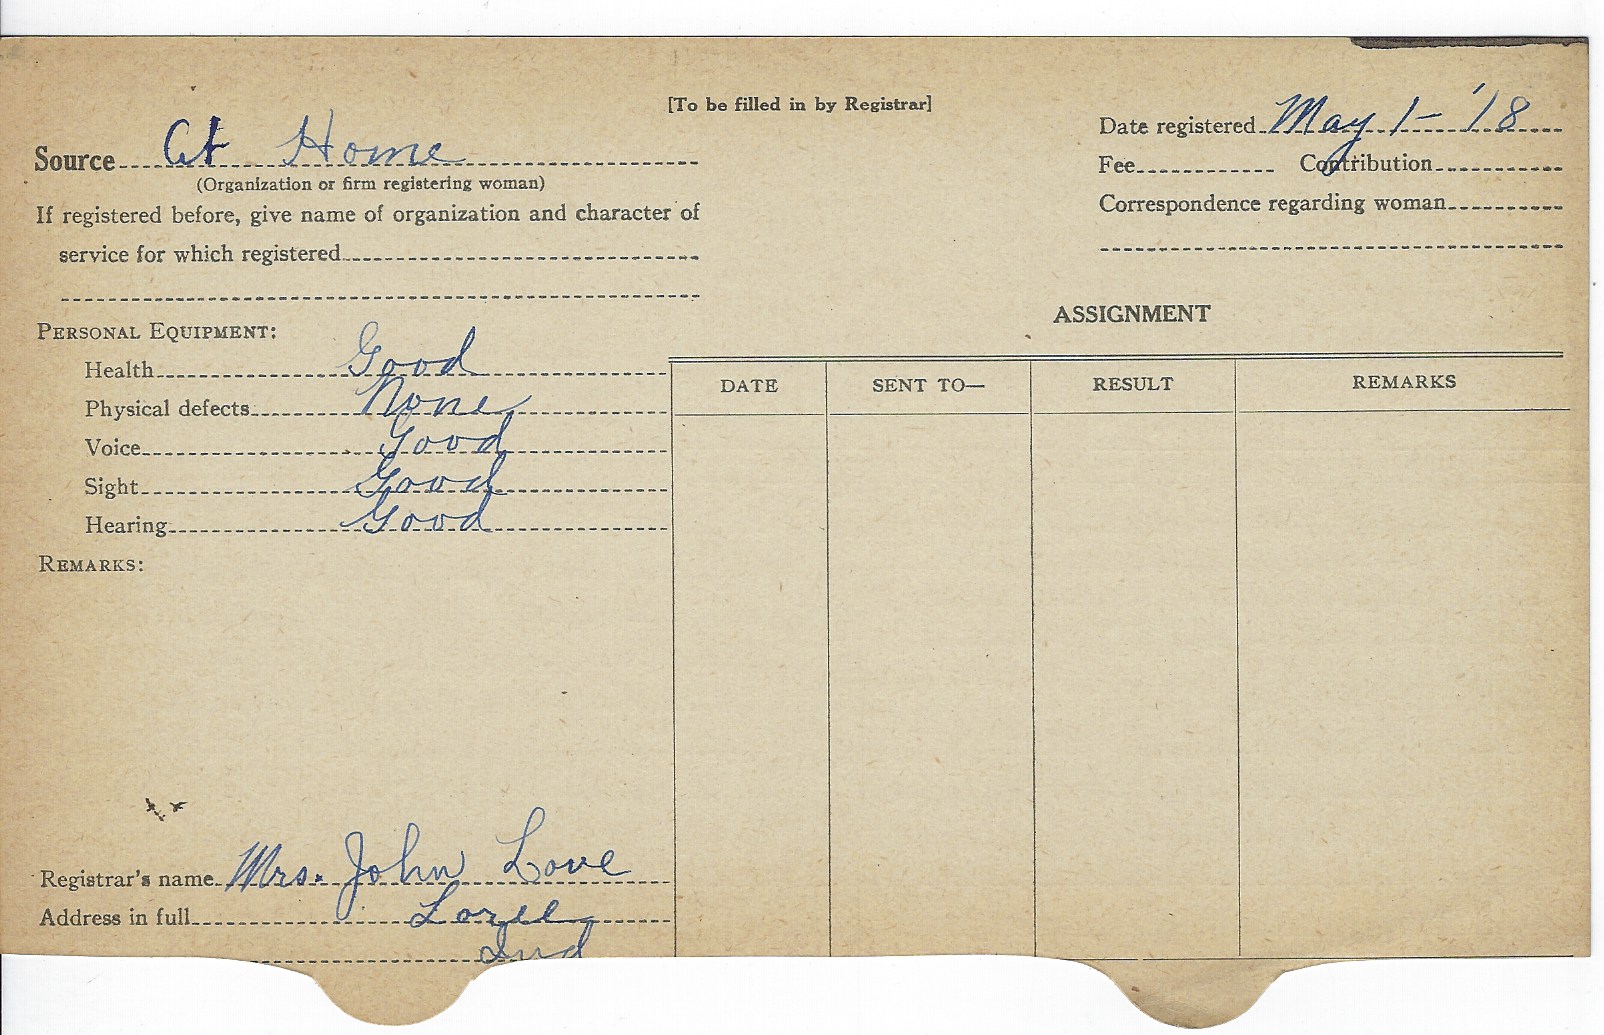 [To be filled in by Registrar]
Source At Home
(Organization or firm registering woman)
If registered before, give name of organization and character of
service for which registered
Date registered May 1 - '18
Fee Contribution
Correspondence regarding woman
PERSONAL EQUIPMENT:
Health Good
Physical defects None
Voice Good
Sight Good
Hearing Good
REMARKS:
Registrar's name Mrs. John Love
Address in full Loree
Ind
ASSIGNMENT
DATE SENT TO— RESULT REMARKS